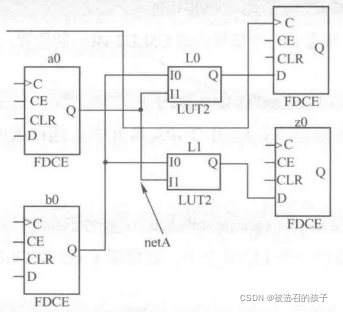 a0
C
CE
CLR
D
Q
FDCE
b0
C
CE
CLR
D
Q
FDCE
L0
I0
I1
LUT2
L1
I0
I1
LUT2
netA
C
CE
CLR
D
Q
FDCE
z0
C
CE
CLR
D
Q
FDCE
CSDN @被选召的孩子